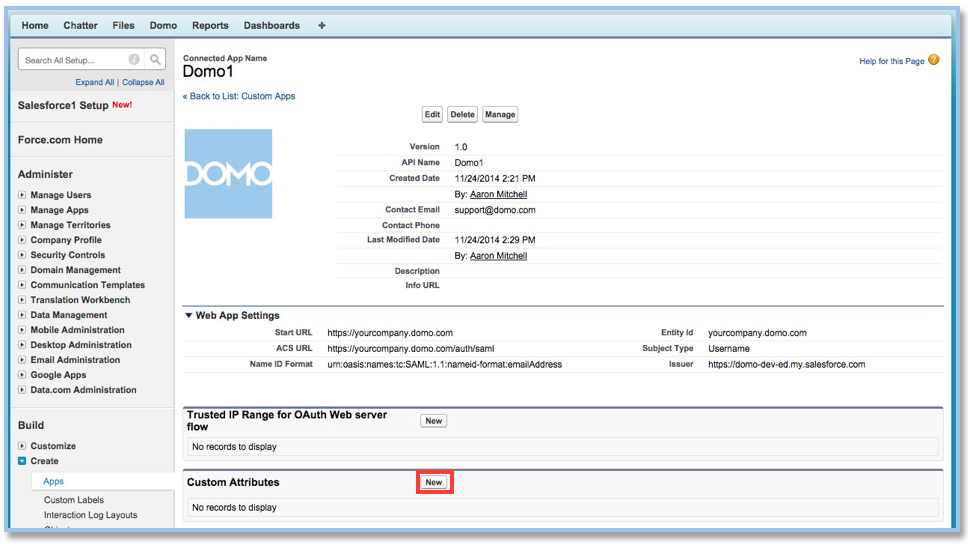 Home Chatter Files Domo Reports Dashboards +
Search All Setup... i
Expand All | Collapse All
Salesforce1 Setup New!
Force.com Home
Administer
Manage Users
Manage Apps
Manage Territories
Company Profile
Security Controls
Domain Management
Communication Templates
Translation Workbench
Data Management
Mobile Administration
Desktop Administration
Email Administration
Google Apps
Data.com Administration
Build
Customize
Create
Apps
Custom Labels
Interaction Log Layouts
Connected App Name
Domo1
Help for this Page ?
« Back to List: Custom Apps
Edit Delete Manage
DOMO
Version 1.0
API Name Domo1
Created Date 11/24/2014 2:21 PM
By: Aaron Mitchell
Contact Email support@domo.com
Contact Phone
Last Modified Date 11/24/2014 2:29 PM
By: Aaron Mitchell
Description
Info URL
Web App Settings
Start URL https://yourcompany.domo.com Entity Id yourcompany.domo.com
ACS URL https://yourcompany.domo.com/auth/saml Subject Type Username
Name ID Format urn:oasis:names:tc:SAML:1.1:nameid-format:emailAddress Issuer https://domo-dev-ed.my.salesforce.com
Trusted IP Range for OAuth Web server New
flow
No records to display
Custom Attributes New
No records to display